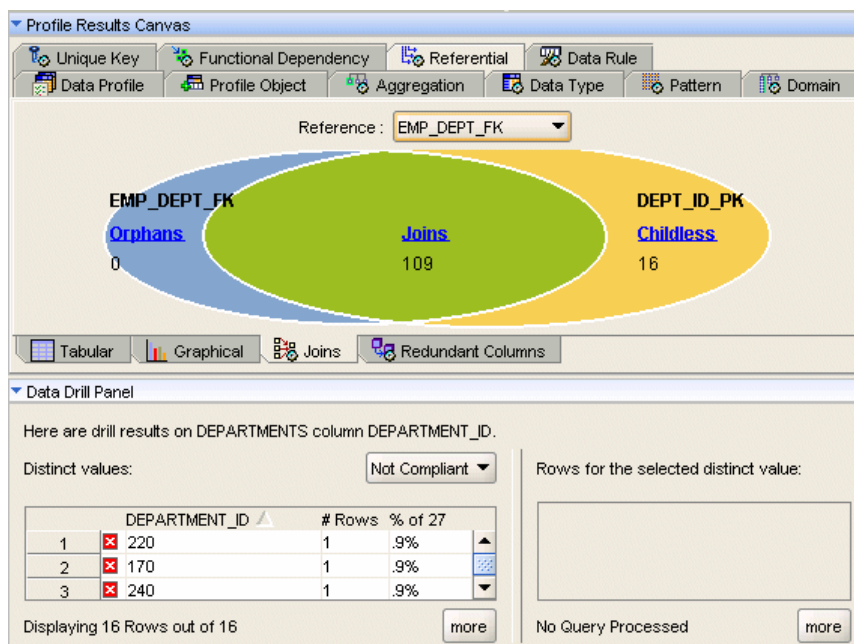 Profile Results Canvas
Unique Key Functional Dependency Referential Data Rule
Data Profile Profile Object Aggregation Data Type Pattern Domain
Reference : EMP_DEPT_FK
EMP_DEPT_FK DEPT_ID_PK
Orphans Joins Childless
0 109 16
Tabular Graphical Joins Redundant Columns
Data Drill Panel
Here are drill results on DEPARTMENTS column DEPARTMENT_ID.
Distinct values: Not Compliant Rows for the selected distinct value:
DEPARTMENT_ID # Rows % of 27
1 220 1 .9%
2 170 1 .9%
3 240 1 .9%
Displaying 16 Rows out of 16 more No Query Processed more